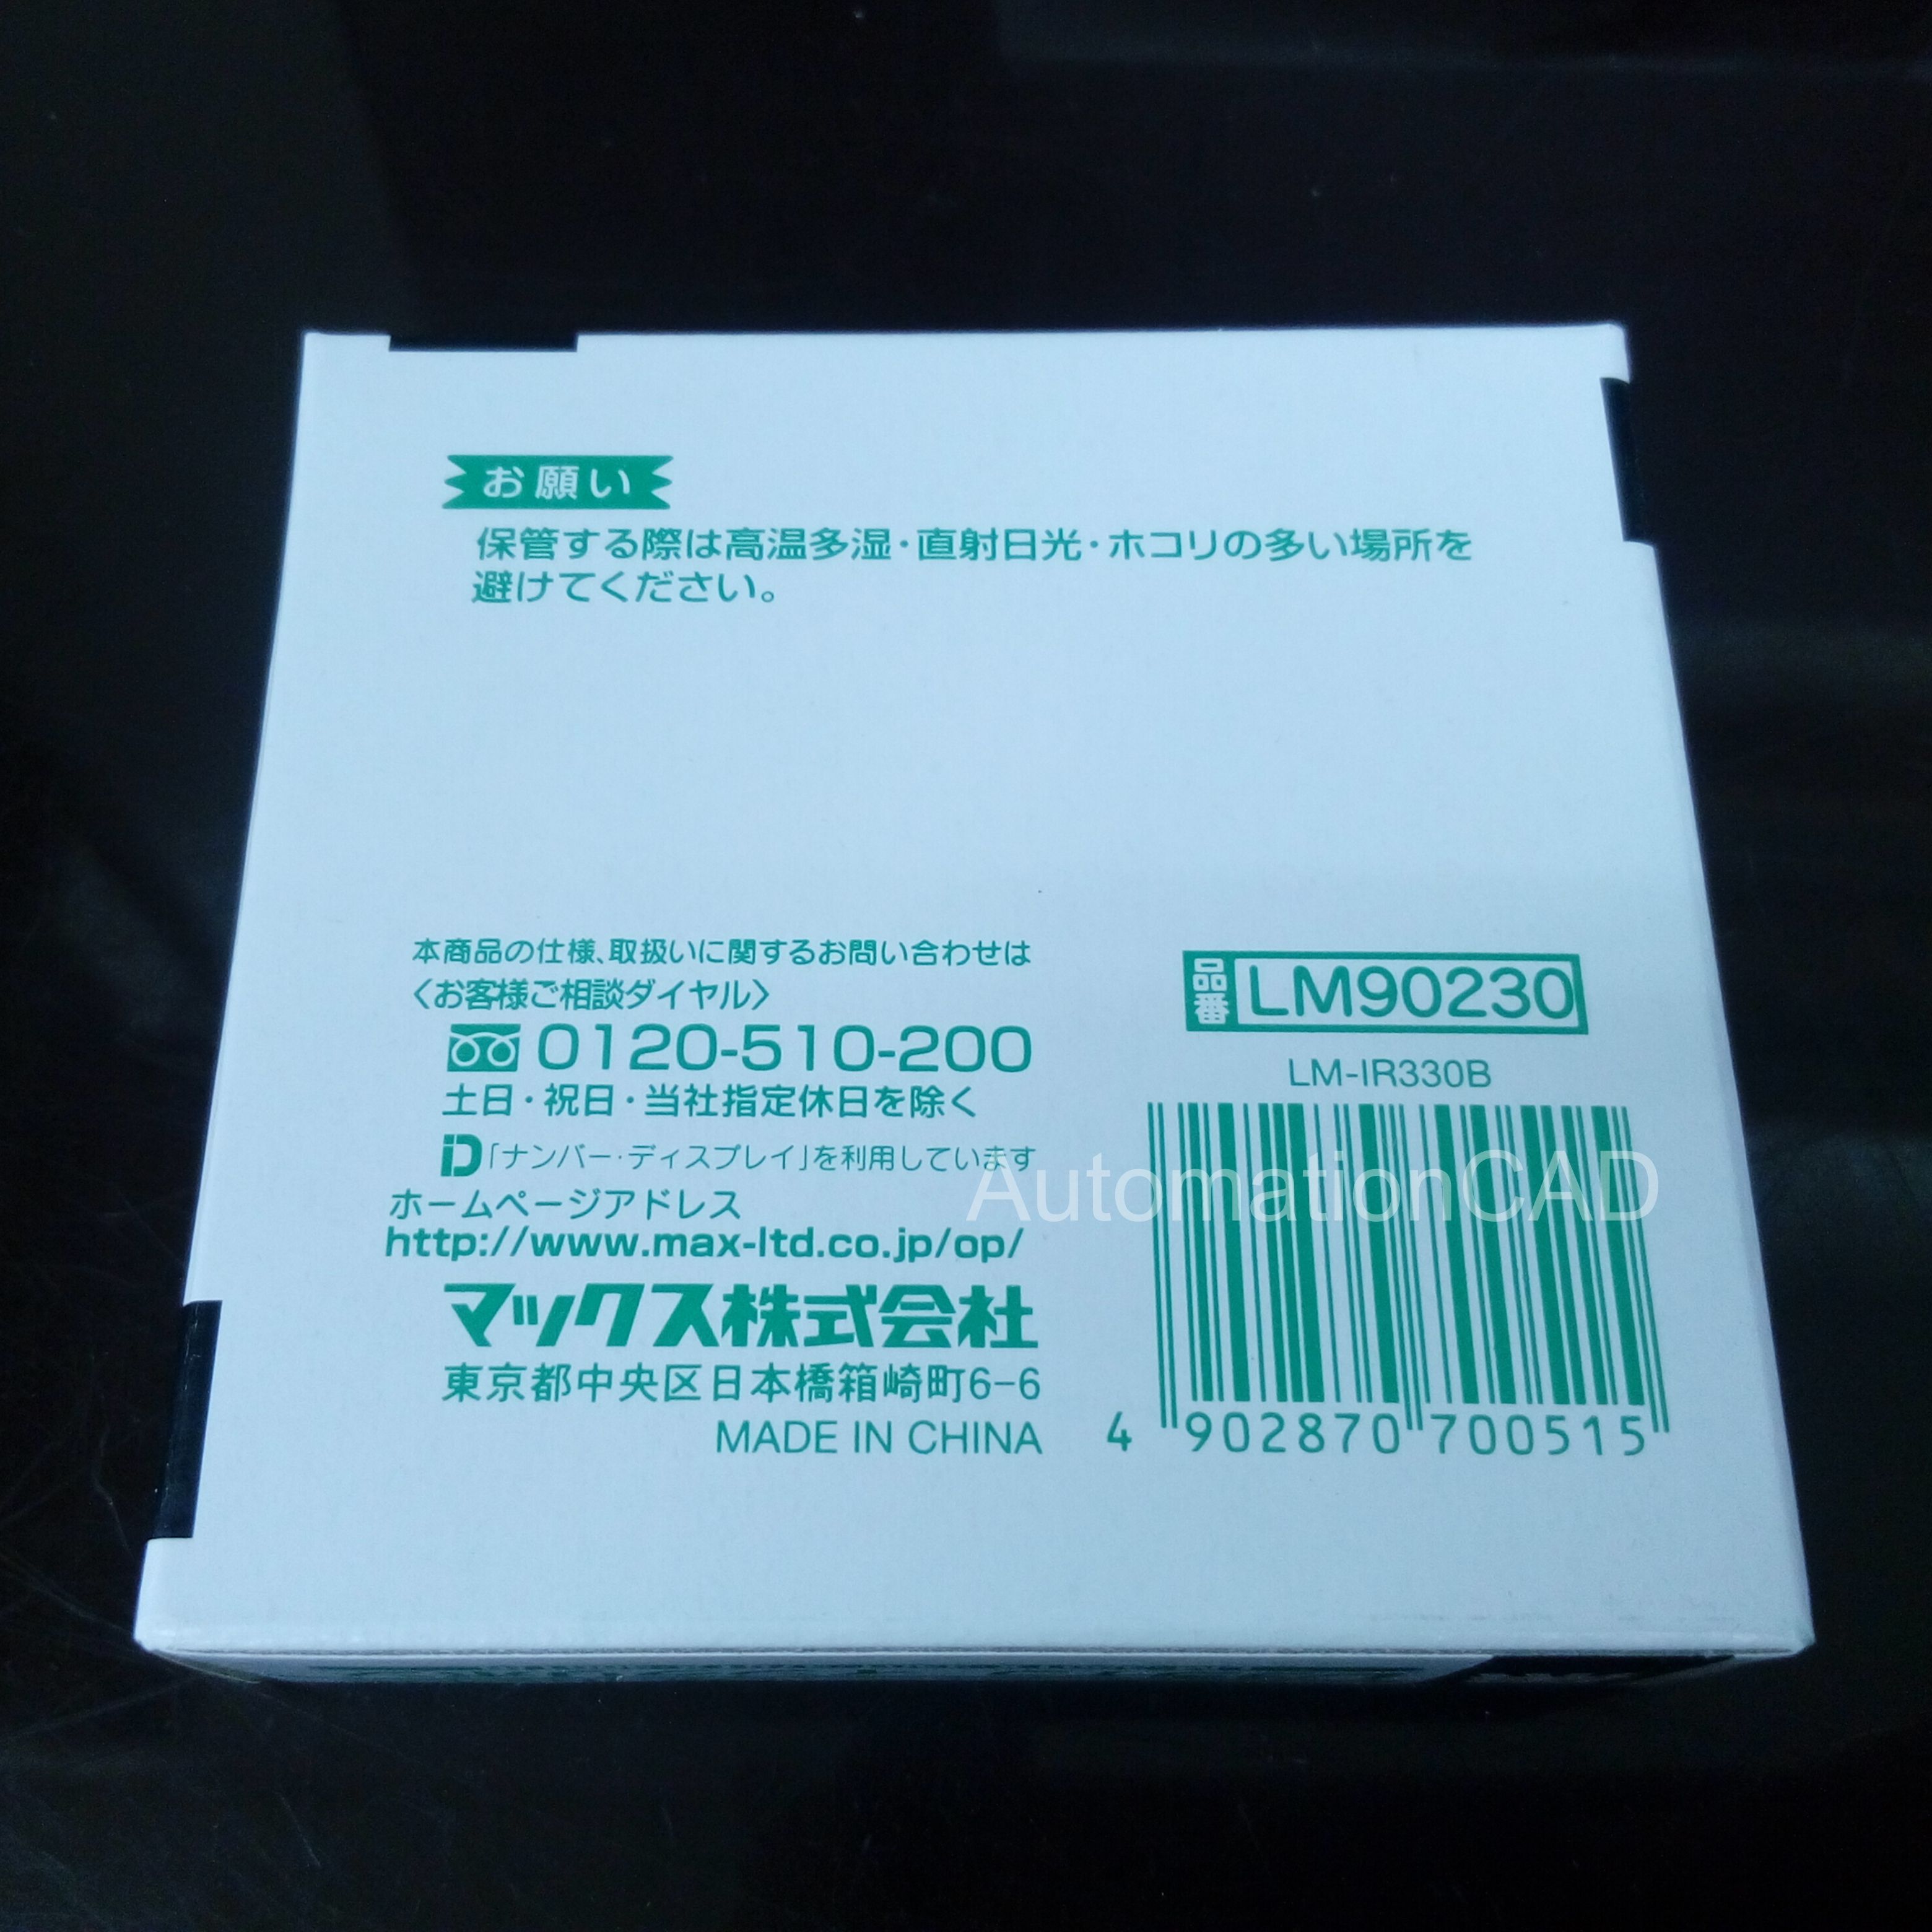 お願い
保管する際は高温多湿・直射日光・ホコリの多い場所を
避けてください。
本商品の仕様、取扱いに関するお問い合わせは
〈お客様ご相談ダイヤル〉
0120-510-200
土日・祝日・当社指定休日を除く
D「ナンバー・ディスプレイ」を利用しています
ホームページアドレス
http://www.max-ltd.co.jp/op/
マックス株式会社
東京都中央区日本橋箱崎町6-6
MADE IN CHINA
品番 LM90230
LM-IR330B
4 902870 700515
AutomationCAD